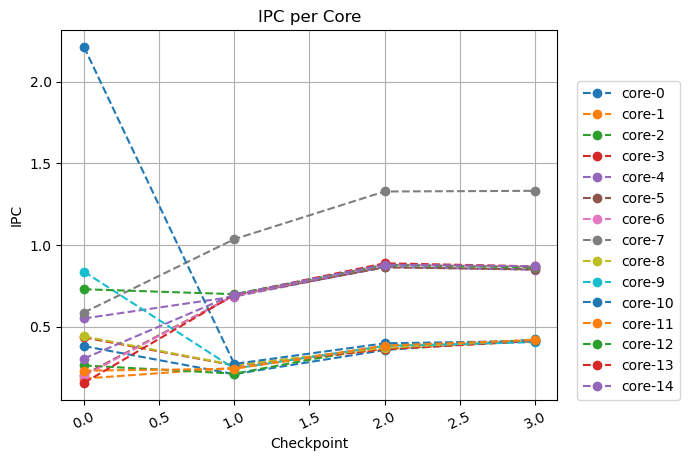 IPC per Core
IPC
2.0
1.5
1.0
0.5
0.0 0.5 1.0 1.5 2.0 2.5 3.0
Checkpoint
core-0
core-1
core-2
core-3
core-4
core-5
core-6
core-7
core-8
core-9
core-10
core-11
core-12
core-13
core-14